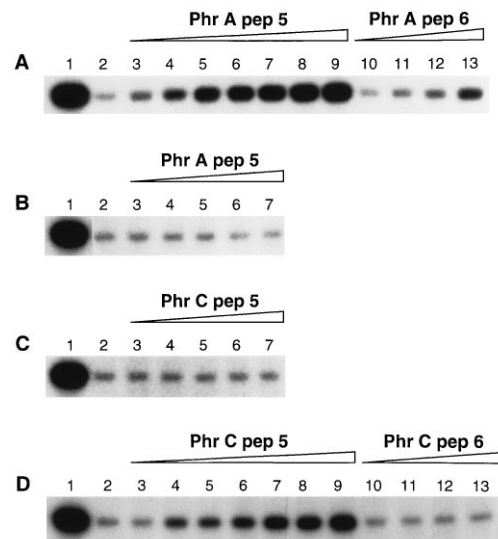 Phr A pep 5 Phr A pep 6
A 1 2 3 4 5 6 7 8 9 10 11 12 13
Phr A pep 5
B 1 2 3 4 5 6 7
Phr C pep 5
C 1 2 3 4 5 6 7
Phr C pep 5 Phr C pep 6
D 1 2 3 4 5 6 7 8 9 10 11 12 13